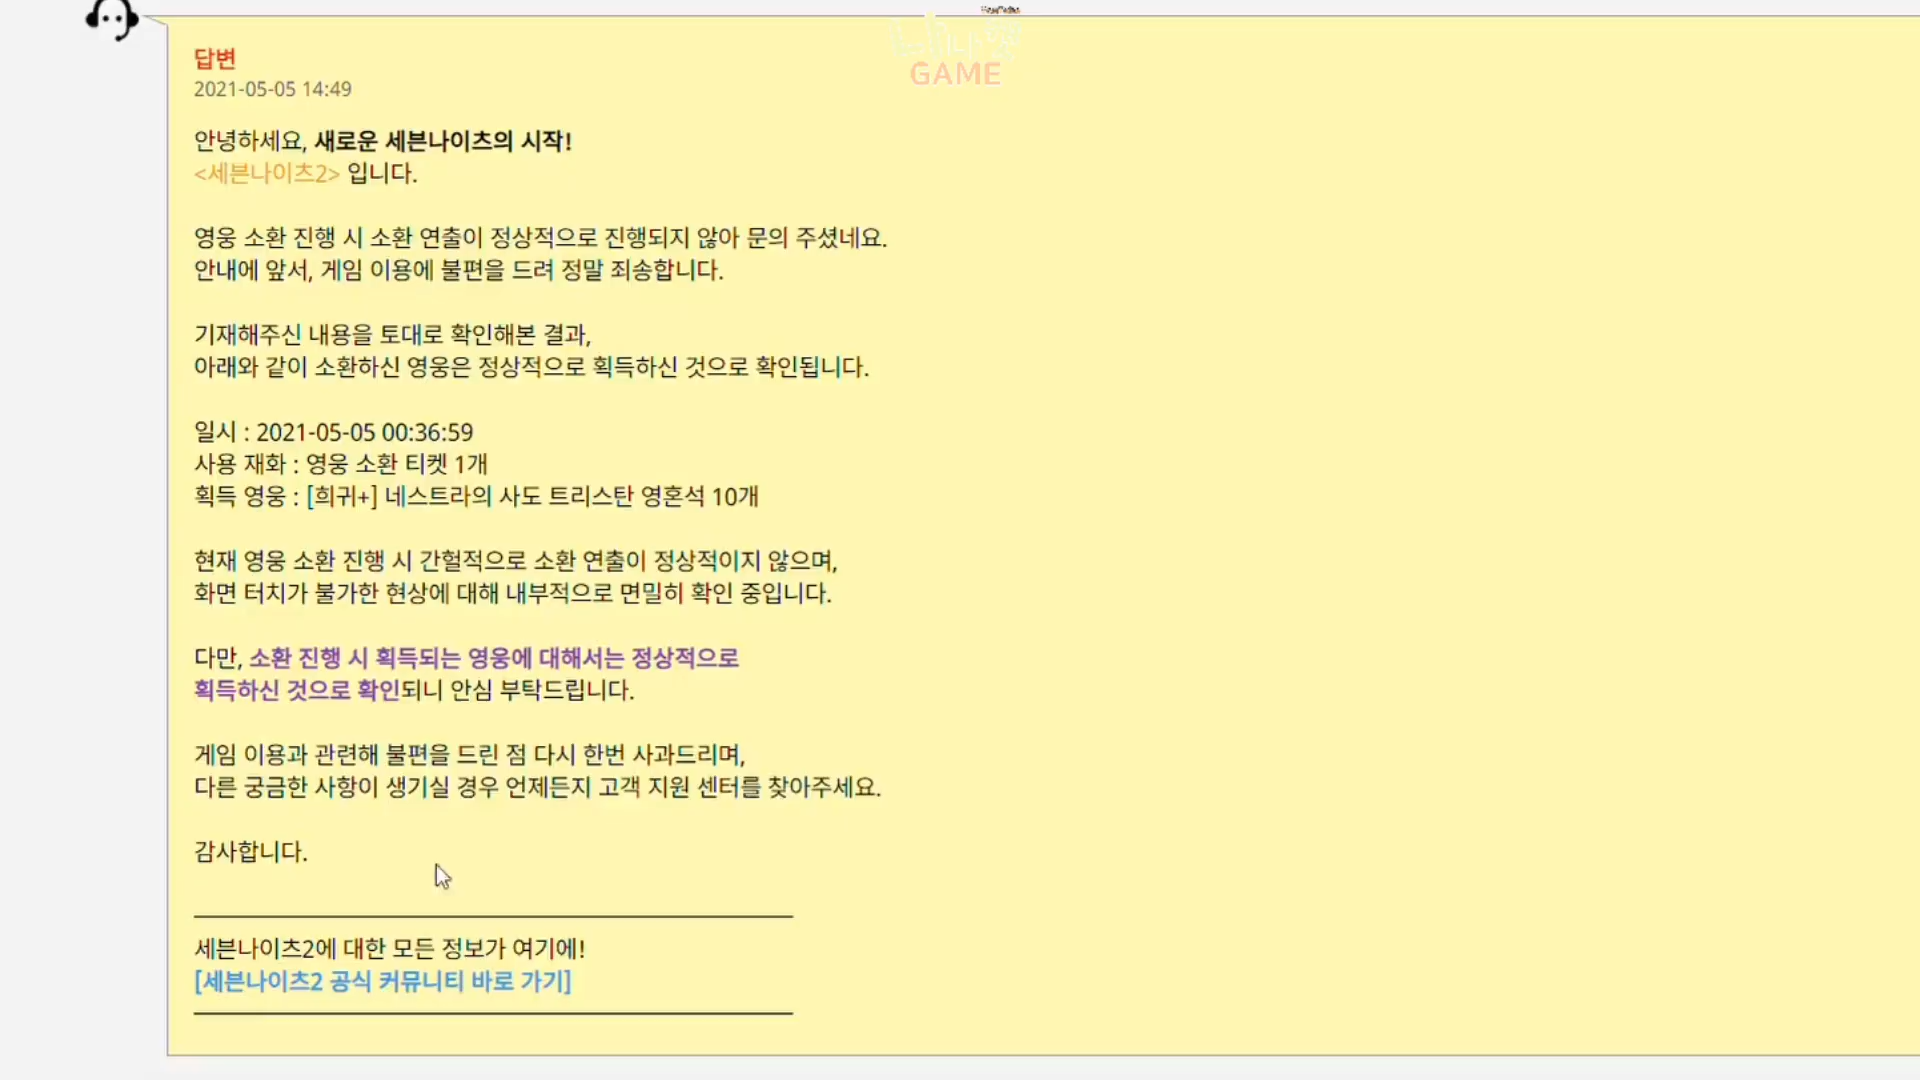 답변
2021-05-05 14:49
GAME
안녕하세요, 새로운 세븐나이츠의 시작!
<세븐나이츠2> 입니다.
영웅 소환 진행 시 소환 연출이 정상적으로 진행되지 않아 문의 주셨네요.
안내에 앞서, 게임 이용에 불편을 드려 정말 죄송합니다.
기재해주신 내용을 토대로 확인해본 결과,
아래와 같이 소환하신 영웅은 정상적으로 획득하신 것으로 확인됩니다.
일시 : 2021-05-05 00:36:59
사용 재화 : 영웅 소환 티켓 1개
획득 영웅 : [희귀+] 네스트라의 사도 트리스탄 영혼석 10개
현재 영웅 소환 진행 시 간헐적으로 소환 연출이 정상적이지 않으며,
화면 터치가 불가한 현상에 대해 내부적으로 면밀히 확인 중입니다.
다만, 소환 진행 시 획득되는 영웅에 대해서는 정상적으로
획득하신 것으로 확인되니 안심 부탁드립니다.
게임 이용과 관련해 불편을 드린 점 다시 한번 사과드리며,
다른 궁금한 사항이 생기실 경우 언제든지 고객 지원 센터를 찾아주세요.
감사합니다.
세븐나이츠2에 대한 모든 정보가 여기에!
[세븐나이츠2 공식 커뮤니티 바로 가기]